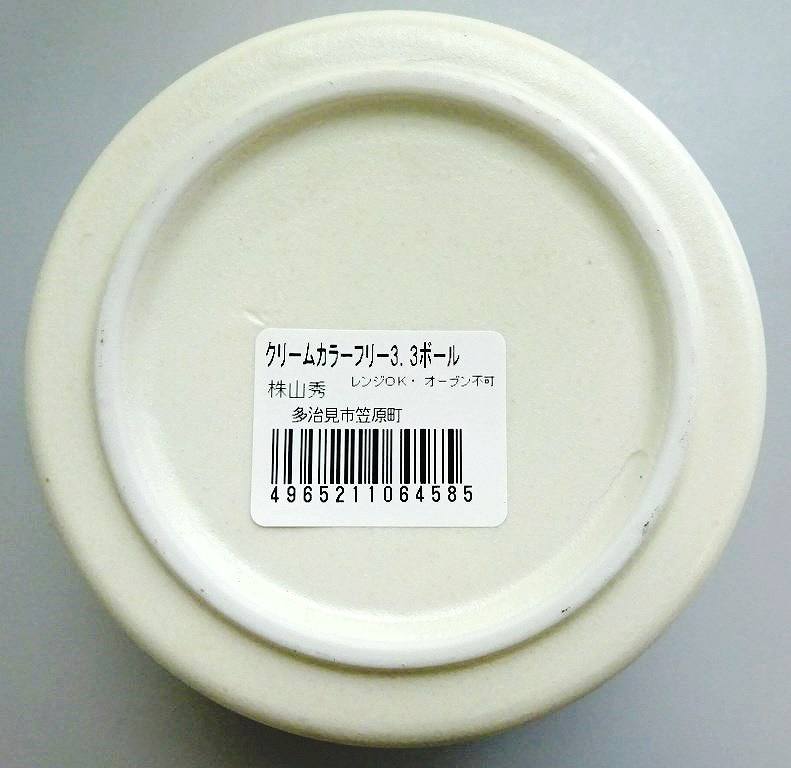 クリームカラーフリー3.3ボール
株山秀 レンジOK・オーブン不可
多治見市笠原町
4965211064585